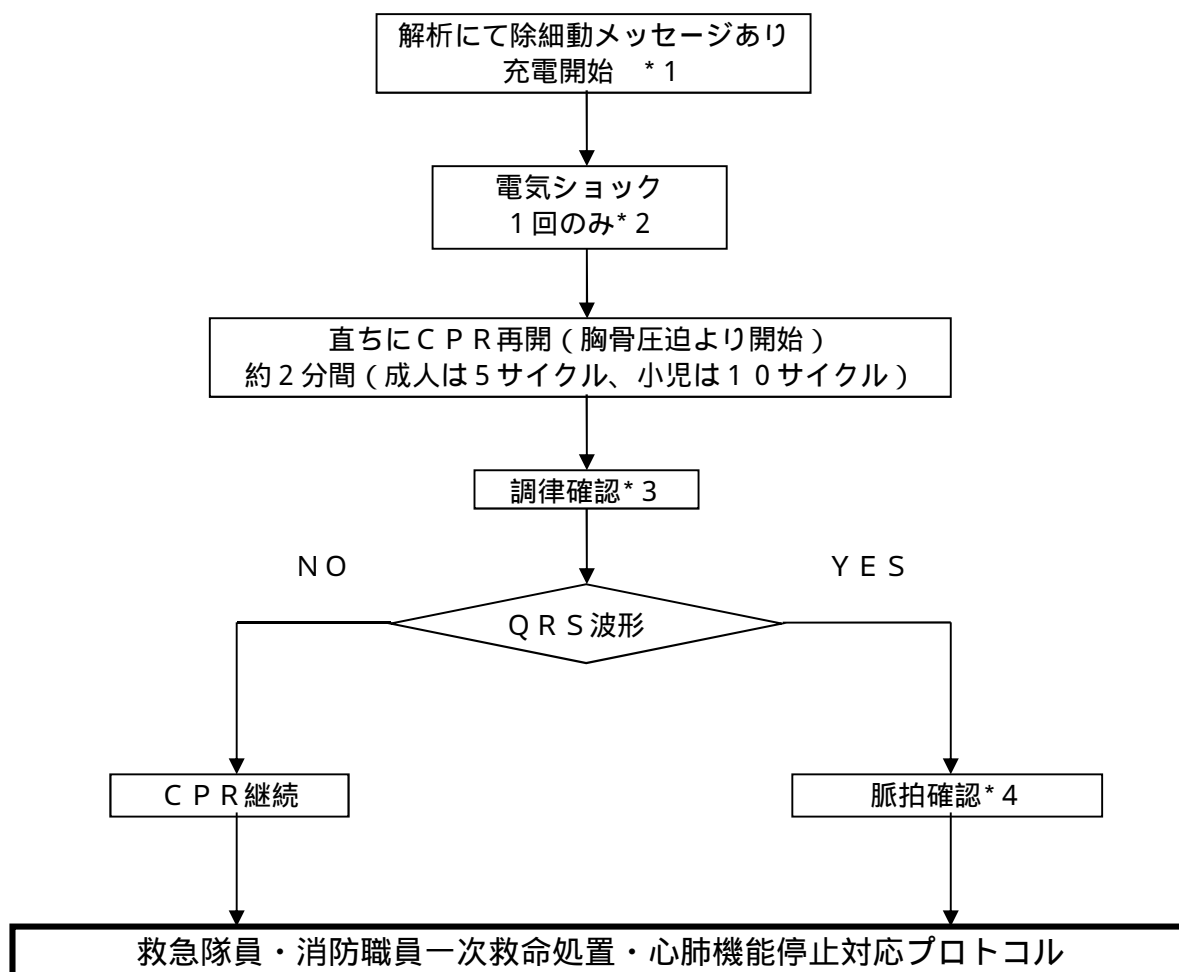 解析にて除細動メッセージあり
充電開始 *1
電気ショック
1回のみ*2
直ちにCPR再開(胸骨圧迫より開始)
約2分間(成人は5サイクル、小児は10サイクル)
調律確認*3
NO
YES
QRS波形
CPR継続
脈拍確認*4
救急隊員・消防職員一次救命処置・心肺機能停止対応プロトコル